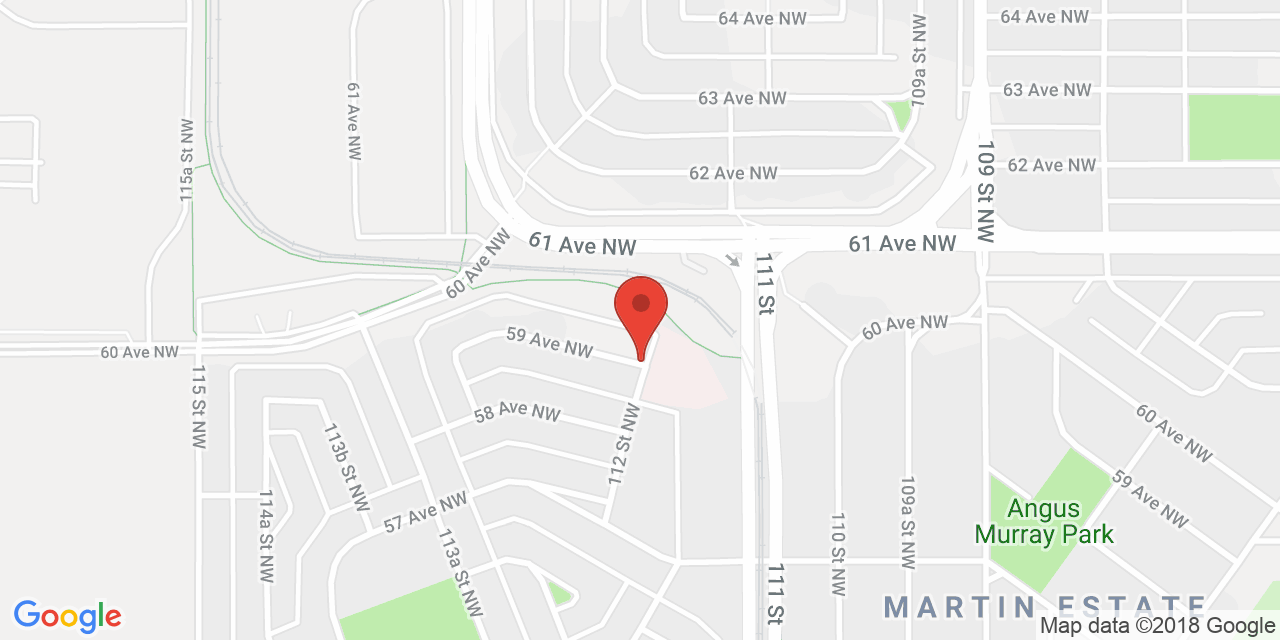 64 Ave NW
64 Ave NW
109a St NW
63 Ave NW
63 Ave NW
61 Ave NW
115a St NW
62 Ave NW
62 Ave NW
109 St NW
61 Ave NW
61 Ave NW
60 Ave NW
111 St
60 Ave NW
59 Ave NW
60 Ave NW
115 St NW
58 Ave NW
60 Ave NW
112 St NW
113b St NW
59 Ave NW
57 Ave NW
114a St NW
109a St NW
110 St NW
113a St NW
Angus
Murray Park
111 St
MARTIN ESTATE
Google
Map data ©2018 Google